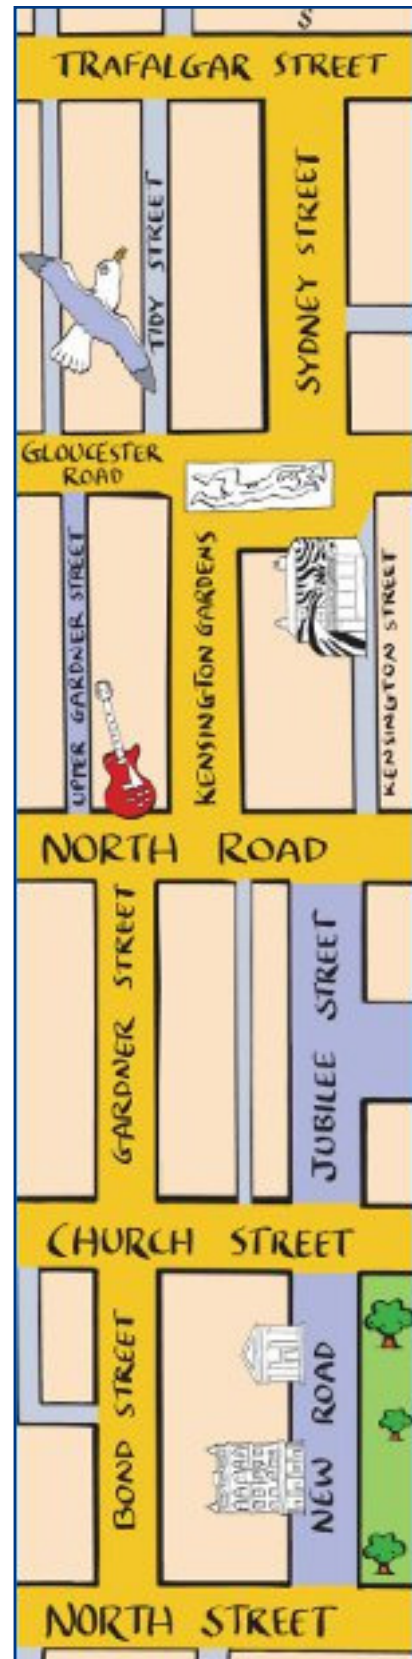 S
TRAFALGAR STREET
TIDY STREET
SYDNEY STREET
GLOUCESTER
ROAD
UPPER GARDNER STREET
KENSINGTON GARDENS
KENSINGTON STREET
NORTH ROAD
GARDNER STREET
JUBILEE STREET
CHURCH STREET
BOND STREET
NEW ROAD
NORTH STREET